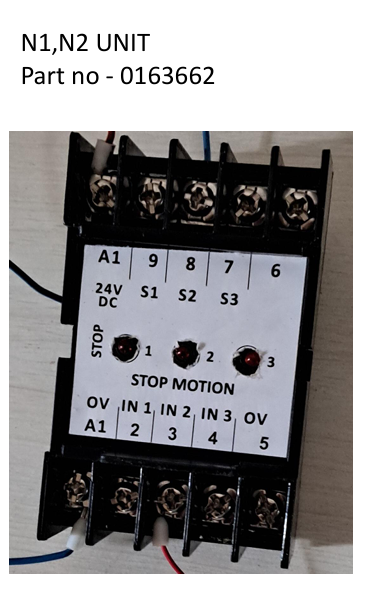 N1,N2 UNIT
Part no - 0163662
A1 9 8 7 6
24V S1 S2 S3
DC
STOP 1 2 3
STOP MOTION
OV IN 1 IN 2 IN 3 OV
A1 2 3 4 5